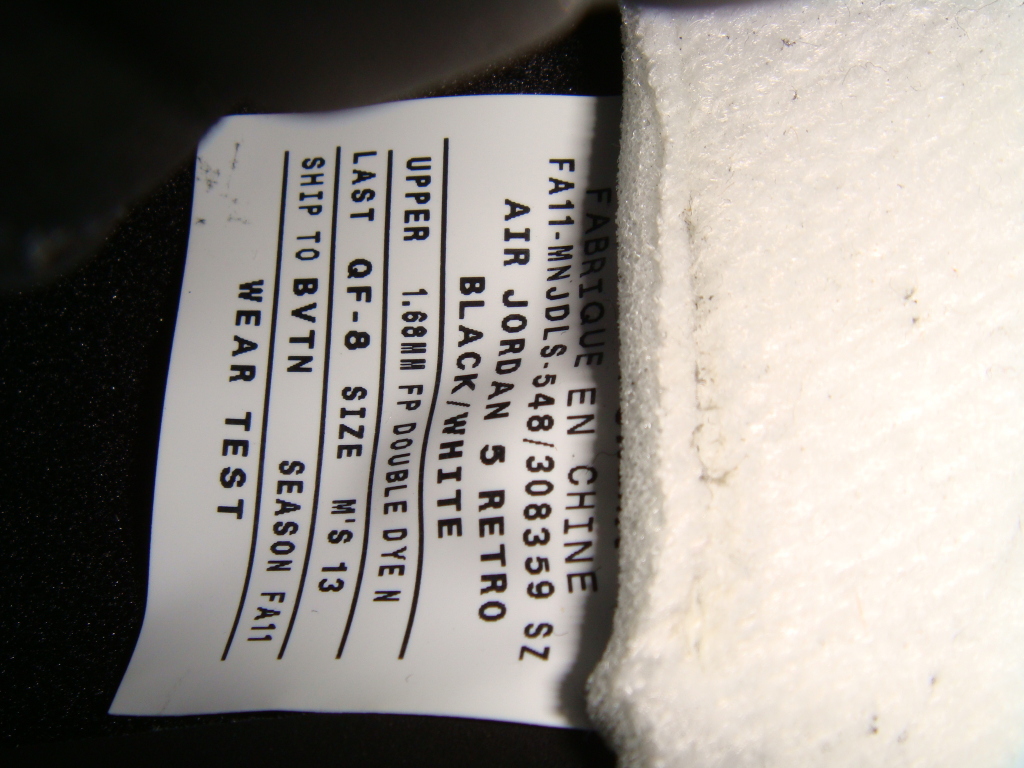 FABRIQUE EN CHINE
FA11-MNJDLS-548/308359 SZ
AIR JORDAN 5 RETRO
BLACK/WHITE
UPPER 1.68MM FP DOUBLE DYE N
LAST QF-8 SIZE M'S 13
SHIP TO BVTN SEASON FA11
WEAR TEST